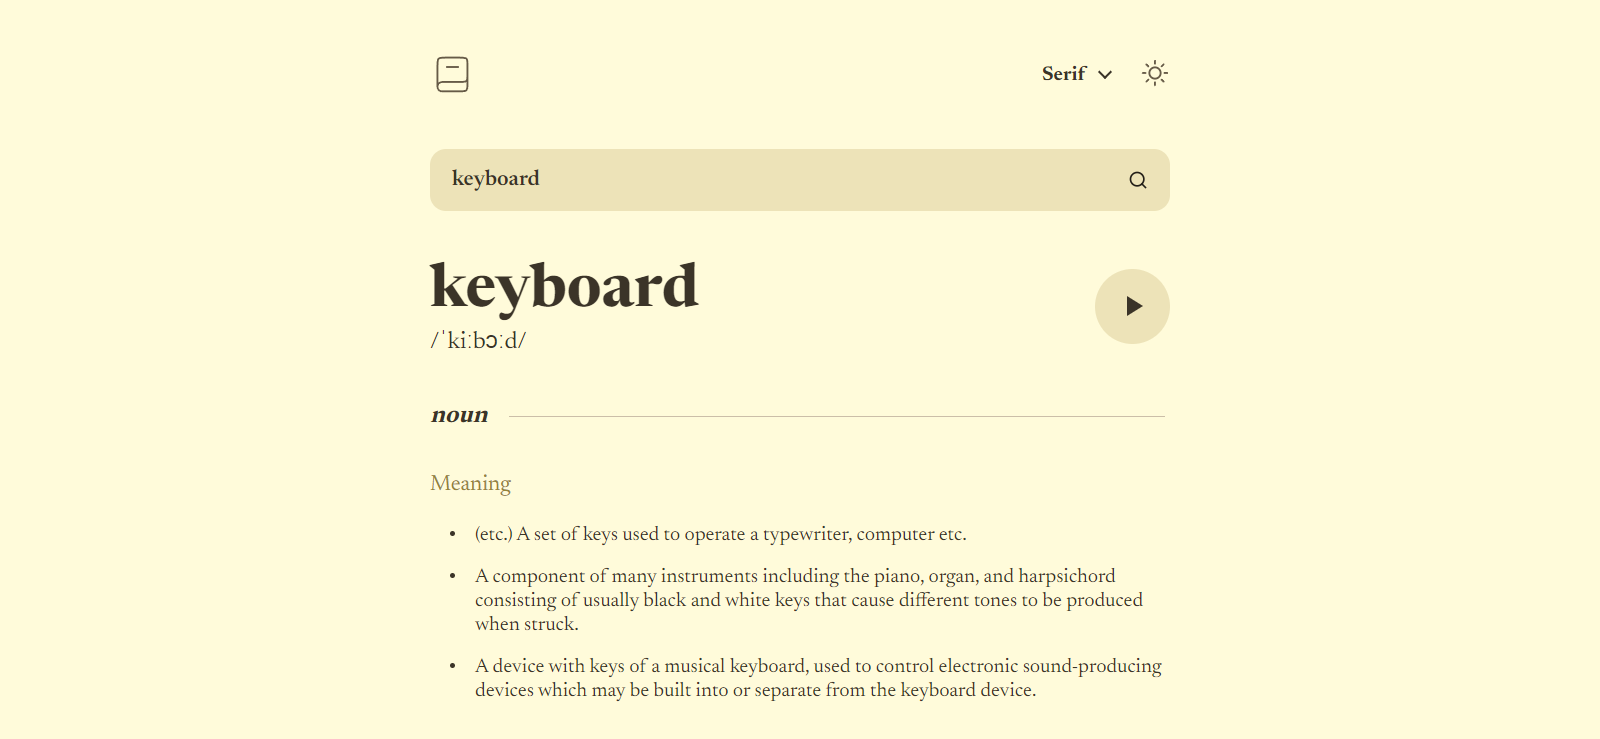 Serif
keyboard
keyboard
/ˈkiːbɔːd/
noun
Meaning
• (etc.) A set of keys used to operate a typewriter, computer etc.
• A component of many instruments including the piano, organ, and harpsichord
consisting of usually black and white keys that cause different tones to be produced
when struck.
• A device with keys of a musical keyboard, used to control electronic sound-producing
devices which may be built into or separate from the keyboard device.